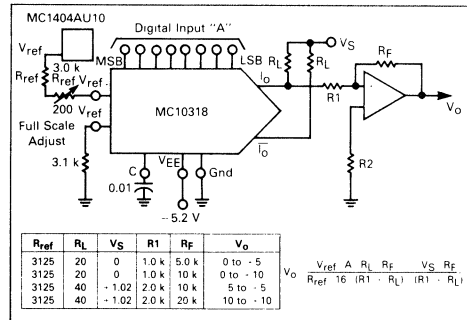 MC1404AU10
Digital Input "A"
Vref
3.0 k
Rref
Rref
Vref
MSB
LSB
VS
RL
RL
RF
IO
R1
200
Vref
MC10318
Vo
Full Scale
Adjust
IO
R2
3.1 k
C
VEE
Gnd
0.01
- 5.2 V
Rref RL VS R1 RF Vo
3125 20 0 1.0 k 5.0 k 0 to - 5
3125 20 0 1.0 k 10 k 0 to - 10
3125 40 + 1.02 2.0 k 10 k 5 to - 5
3125 40 + 1.02 2.0 k 20 k 10 to - 10
Vo Vref A RL RF VS RF
Rref 16 (R1 · RL) (R1 · RL)